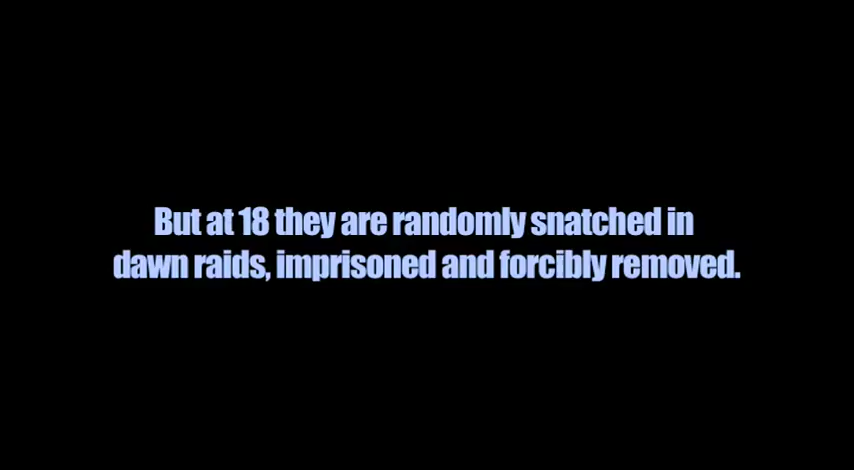 But at 18 they are randomly snatched in
dawn raids, imprisoned and forcibly removed.